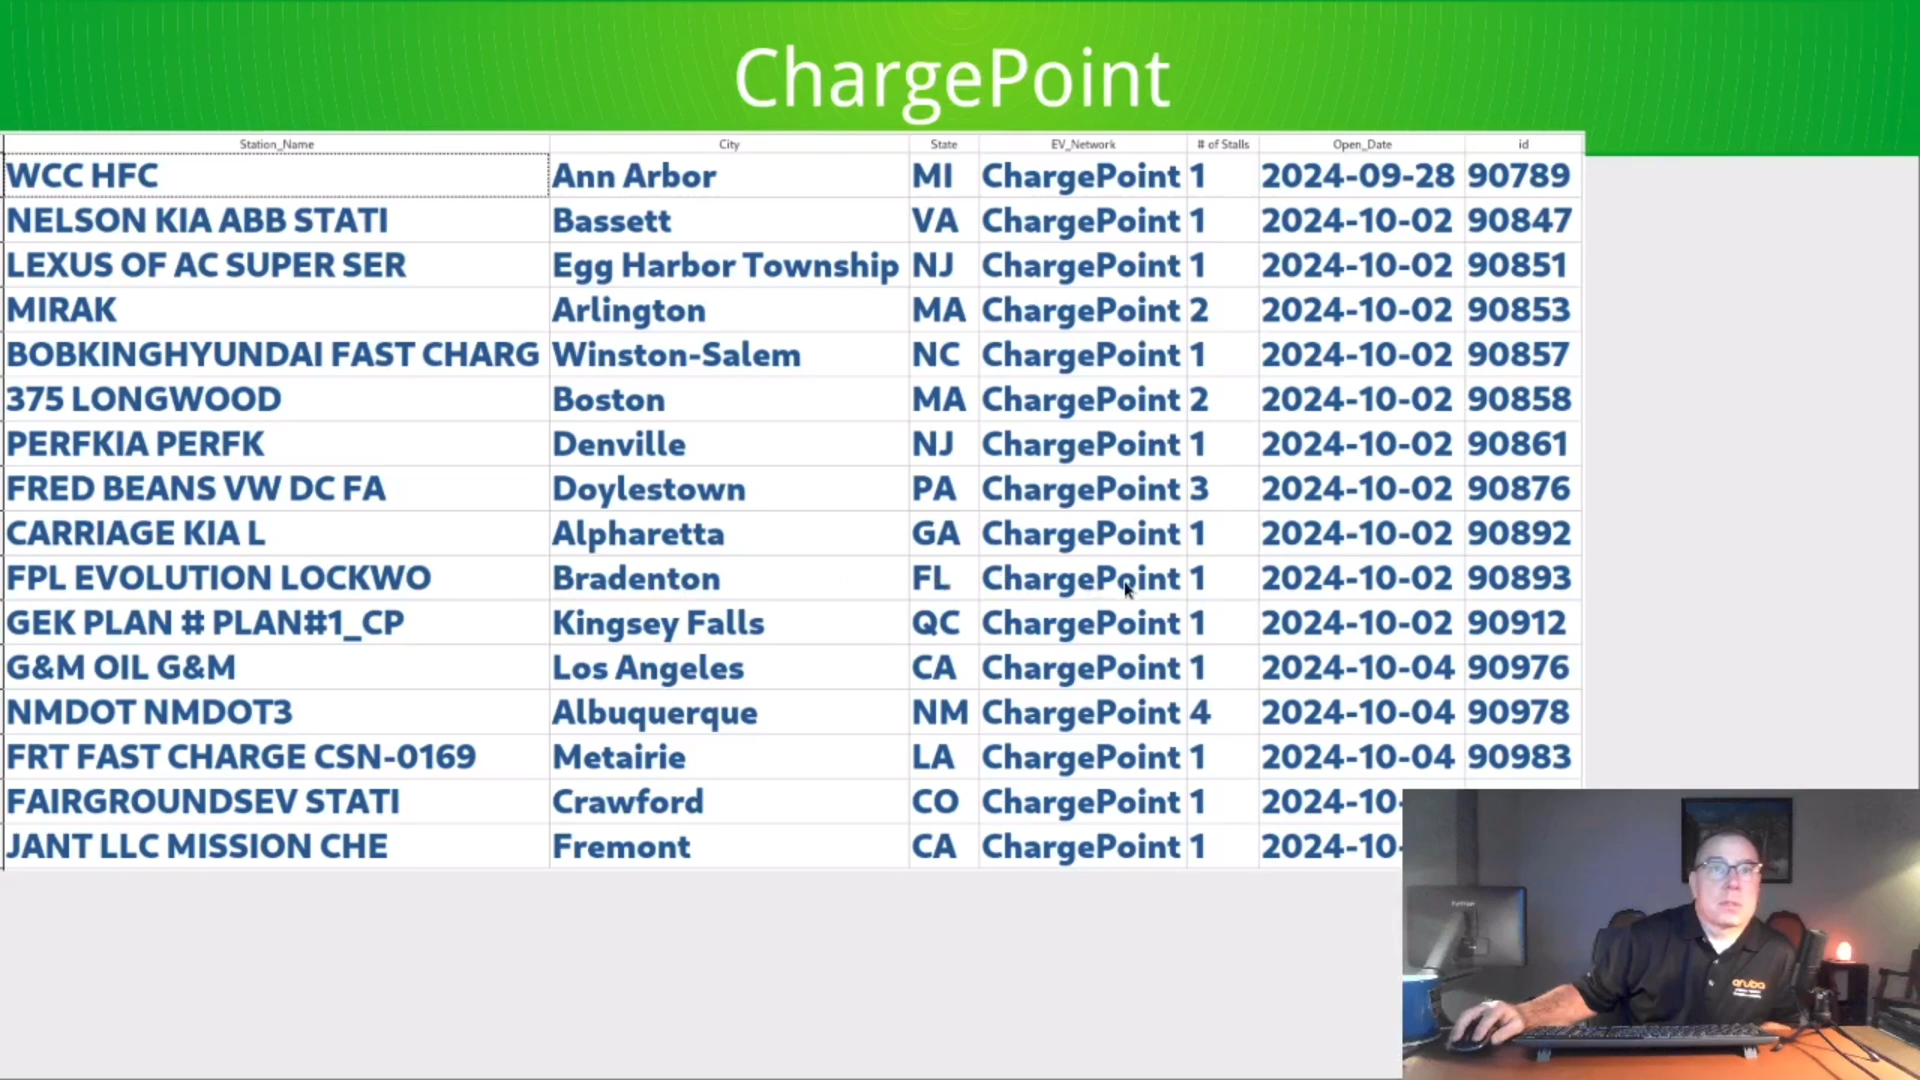 ChargePoint
Station_Name City State EV_Network # of Stalls Open_Date id
WCC HFC Ann Arbor MI ChargePoint 1 2024-09-28 90789
NELSON KIA ABB STATI Bassett VA ChargePoint 1 2024-10-02 90847
LEXUS OF AC SUPER SER Egg Harbor Township NJ ChargePoint 1 2024-10-02 90851
MIRAK Arlington MA ChargePoint 2 2024-10-02 90853
BOBKINGHYUNDAI FAST CHARG Winston-Salem NC ChargePoint 1 2024-10-02 90857
375 LONGWOOD Boston MA ChargePoint 2 2024-10-02 90858
PERFKIA PERFK Denville NJ ChargePoint 1 2024-10-02 90861
FRED BEANS VW DC FA Doylestown PA ChargePoint 3 2024-10-02 90876
CARRIAGE KIA L Alpharetta GA ChargePoint 1 2024-10-02 90892
FPL EVOLUTION LOCKWO Bradenton FL ChargePoint 1 2024-10-02 90893
GEK PLAN # PLAN#1_CP Kingsey Falls QC ChargePoint 1 2024-10-02 90912
G&M OIL G&M Los Angeles CA ChargePoint 1 2024-10-04 90976
NMDOT NMDOT3 Albuquerque NM ChargePoint 4 2024-10-04 90978
FRT FAST CHARGE CSN-0169 Metairie LA ChargePoint 1 2024-10-04 90983
FAIRGROUNDSEV STATI Crawford CO ChargePoint 1 2024-10-
JANT LLC MISSION CHE Fremont CA ChargePoint 1 2024-10-
aruba